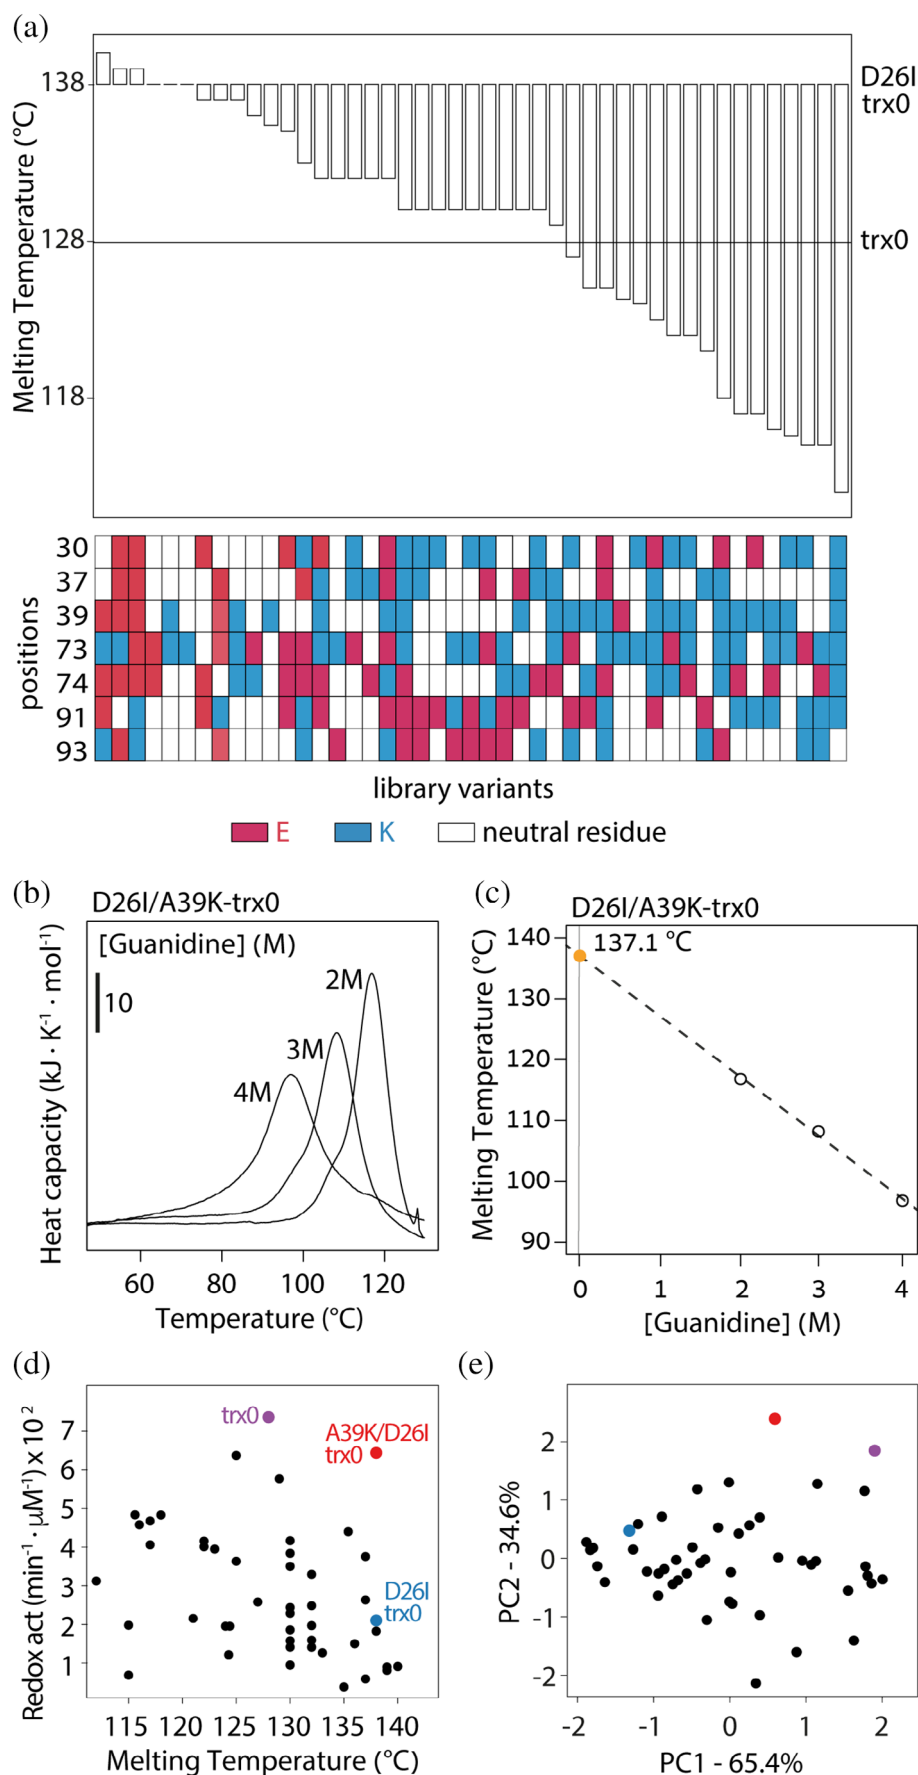 (a)
Melting Temperature (°C)
138
128
118
D26I
trx0
trx0
positions
30
37
39
73
74
91
93
library variants
E K neutral residue
(b)
D26I/A39K-trx0
[Guanidine] (M)
10
2M
3M
4M
Heat capacity (kJ · K⁻¹ · mol⁻¹)
60 80 100 120
Temperature (°C)
(c)
D26I/A39K-trx0
137.1 °C
Melting Temperature (°C)
140
130
120
110
100
90
0 1 2 3 4
[Guanidine] (M)
(d)
Redox act (min⁻¹ · μM⁻¹) x 10²
7
6
5
4
3
2
1
trx0
A39K/D26I
trx0
D26I
trx0
115 120 125 130 135 140
Melting Temperature (°C)
(e)
PC2 - 34.6%
2
1
0
-1
-2
-2 -1 0 1 2
PC1 - 65.4%